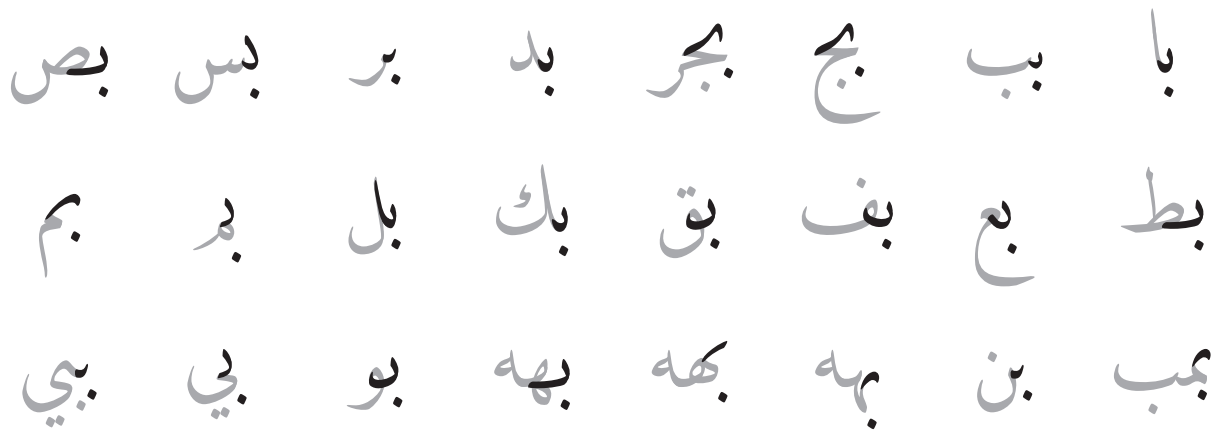 با بب بج بجر بد بر بس بص
بط بع بف بق بك بل بم بم
بمب بن بهه بهه بهه بو بي ببي